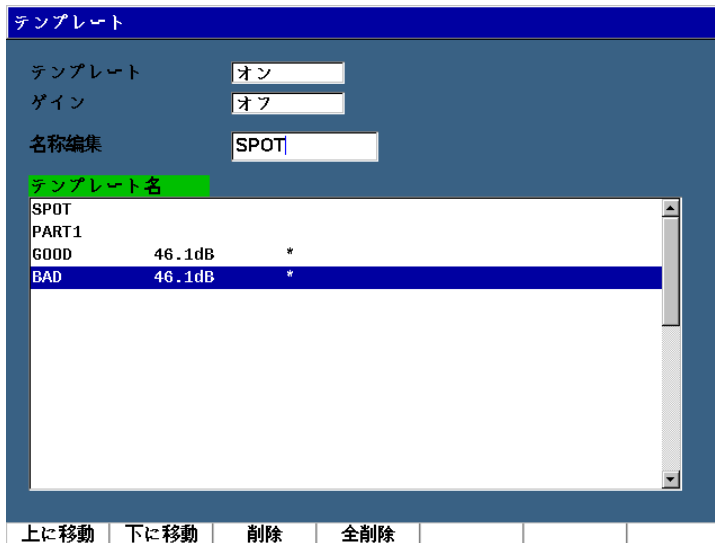 テンプレート
テンプレート オン
ゲイン オフ
名称編集 SPOT
テンプレート名
SPOT
PART1
GOOD 46.1dB *
BAD 46.1dB *
上に移動 下に移動 削除 全削除